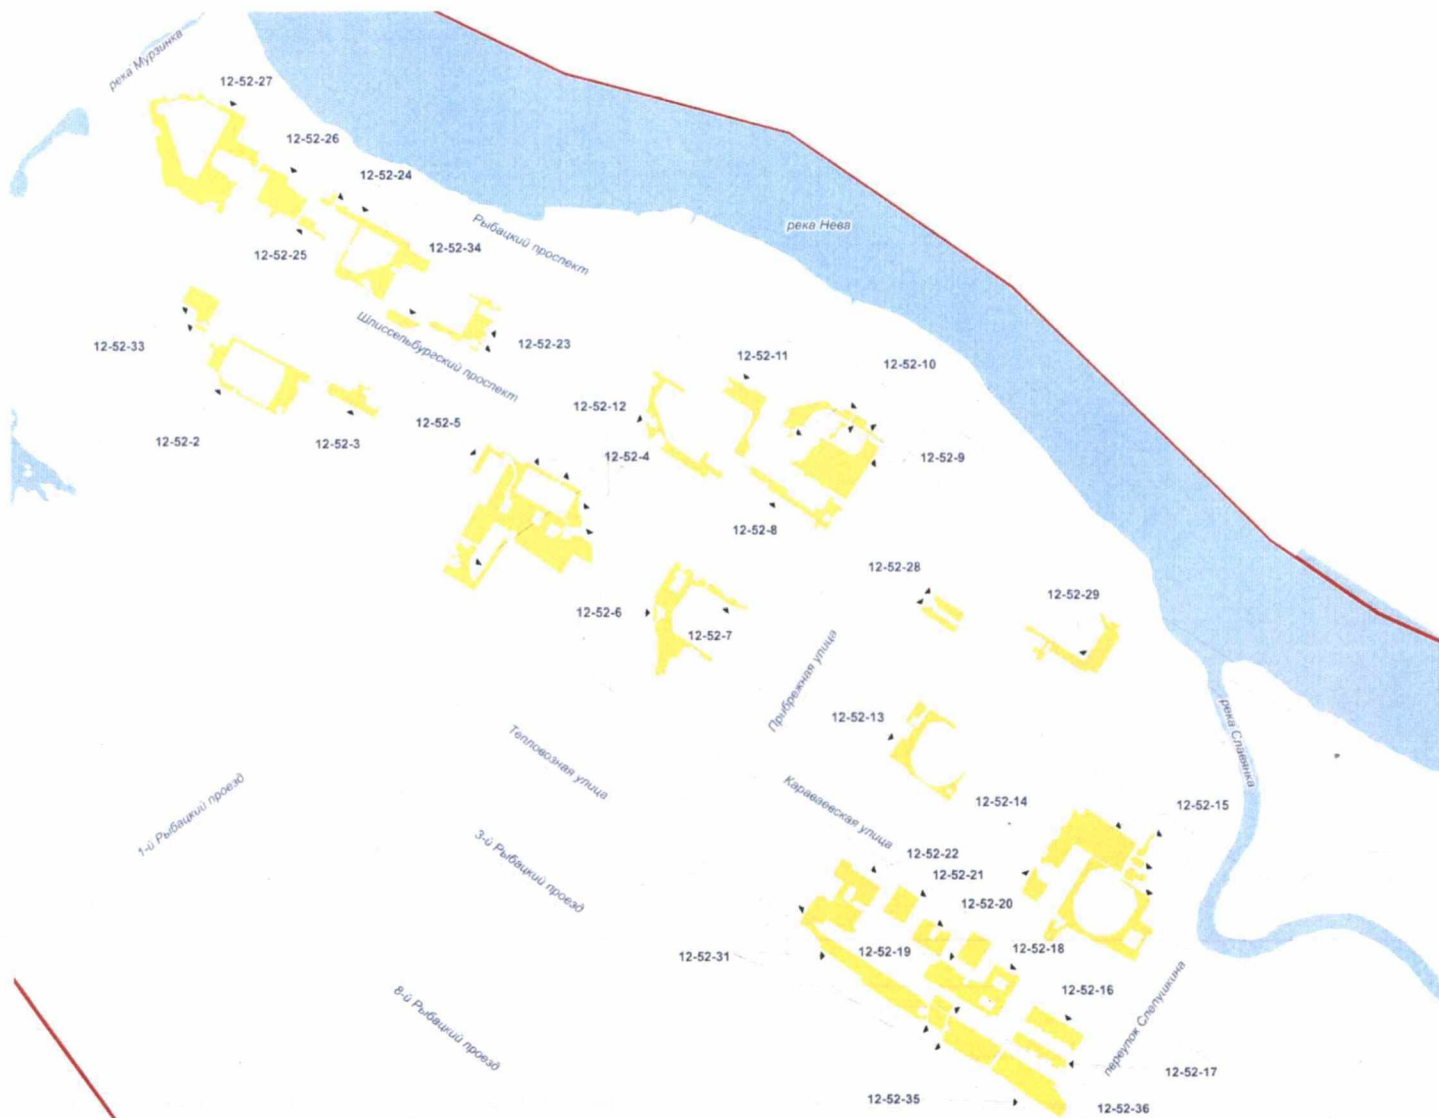 река Мурзинка
12-52-27
12-52-26
12-52-24
Рыбацкий проспект
река Нева
12-52-25
12-52-34
12-52-33
Шлиссельбургский проспект
12-52-23
12-52-11
12-52-10
12-52-12
12-52-5
12-52-2
12-52-3
12-52-4
12-52-9
12-52-8
12-52-28
12-52-29
12-52-6
12-52-7
Прибрежная улица
12-52-13
река Славянка
Тепловозная улица
1-й Рыбацкий проезд
Караваевская улица
12-52-14
12-52-15
3-й Рыбацкий проезд
12-52-22
12-52-21
12-52-20
12-52-31
12-52-19
12-52-18
12-52-16
8-й Рыбацкий проезд
переулок Слепушкина
12-52-17
12-52-35
12-52-36